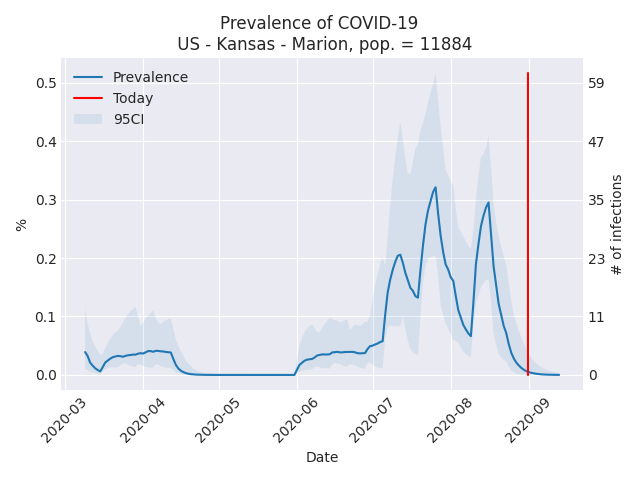 Prevalence of COVID-19
US - Kansas - Marion, pop. = 11884
Prevalence
Today
95CI
0.5
0.4
0.3
0.2
0.1
0.0
%
59
47
35
23
11
0
# of infections
2020-03
2020-04
2020-05
2020-06
2020-07
2020-08
2020-09
Date